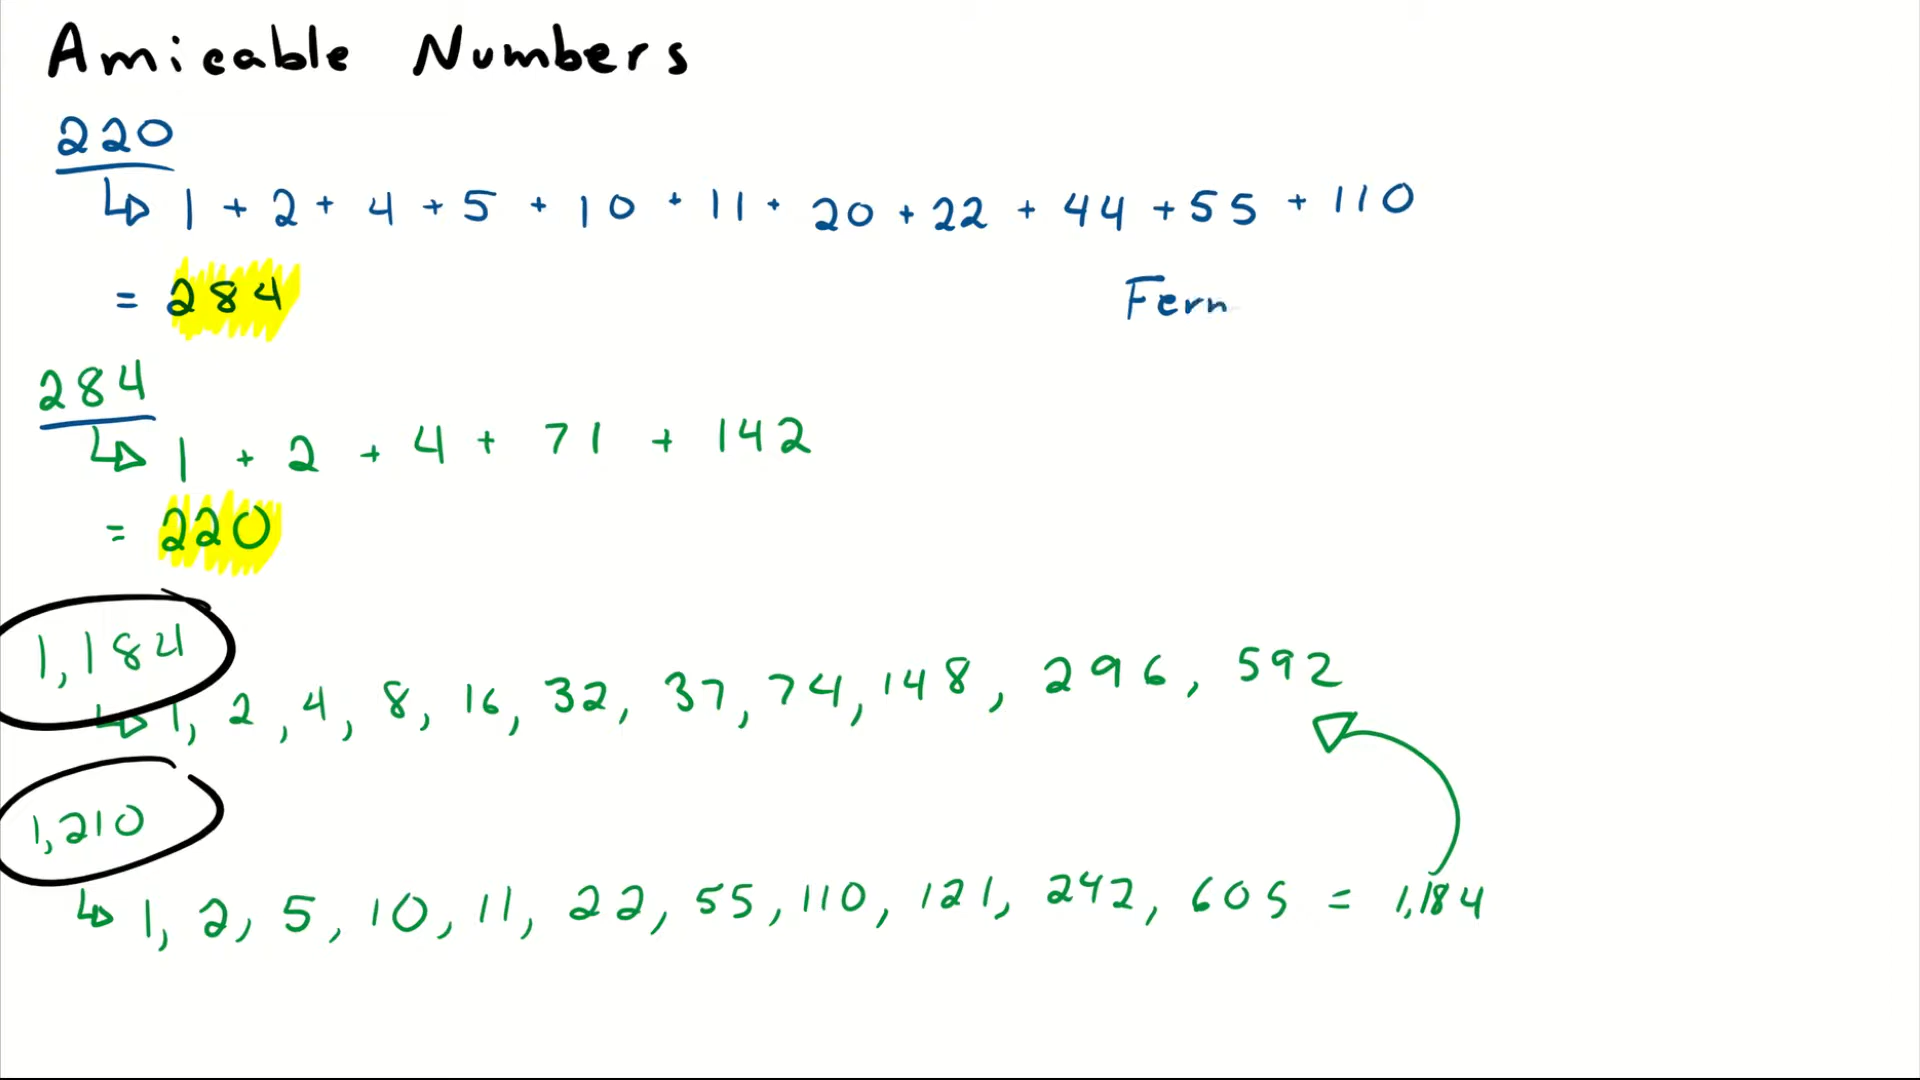 Amicable Numbers
220
↳ 1 + 2 + 4 + 5 + 10 + 11 + 20 + 22 + 44 + 55 + 110
= 284
Fern
284
↳ 1 + 2 + 4 + 71 + 142
= 220
1,184
↳ 1, 2, 4, 8, 16, 32, 37, 74, 148, 296, 592
1,210
↳ 1, 2, 5, 10, 11, 22, 55, 110, 121, 242, 605 = 1,184